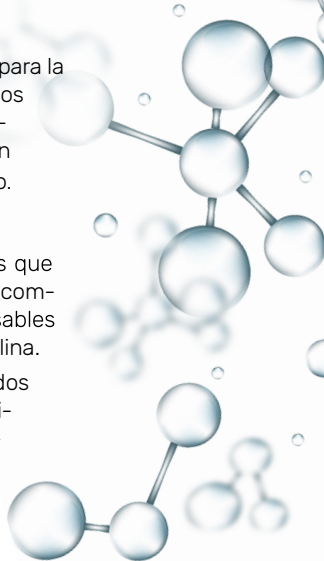 para la
os
-
n
o.
s que
com-
sables
lina.
dos
i-